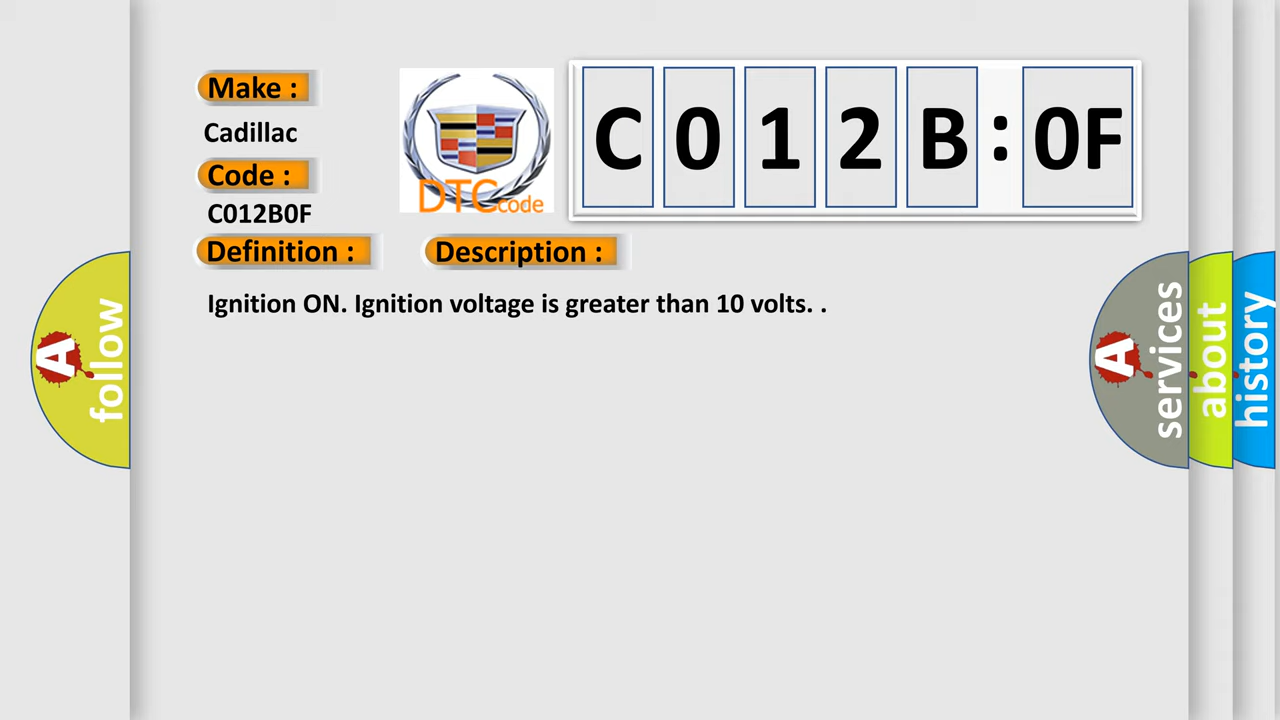 Make :
Cadillac
Code :
C012B0F
Definition :
Description :
Ignition ON. Ignition voltage is greater than 10 volts. .
DTC code
C 0 1 2 B : 0F
A follow
A services
about
history